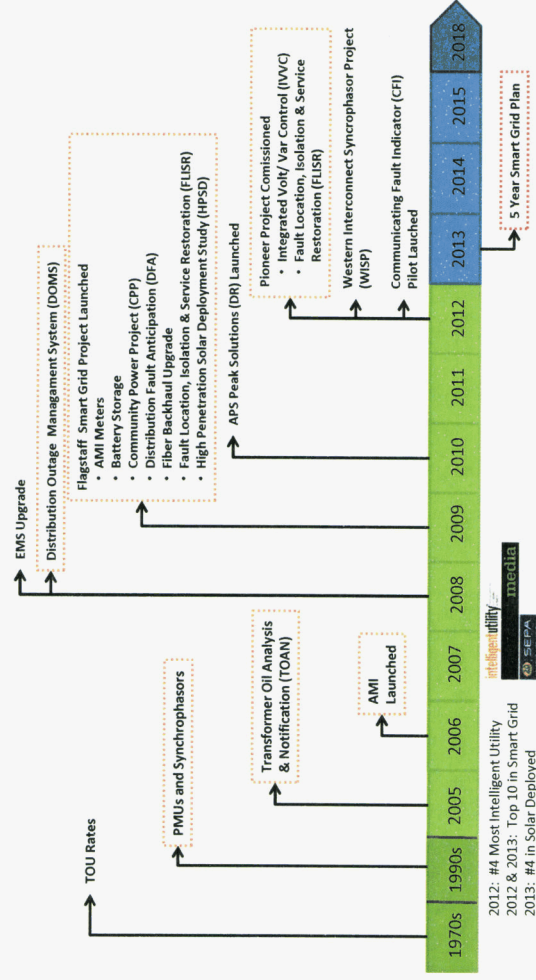 TOU Rates
PMUs and Synchrophasors
Transformer Oil Analysis
& Notification (TOAN)
AMI
Launched
EMS Upgrade
Distribution Outage Managament System (DOMS)
Flagstaff Smart Grid Project Launched
• AMI Meters
• Battery Storage
• Community Power Project (CPP)
• Distribution Fault Anticipation (DFA)
• Fiber Backhaul Upgrade
• Fault Location, Isolation & Service Restoration (FLISR)
• High Penetration Solar Deployment Study (HPSD)
APS Peak Solutions (DR) Launched
Pioneer Project Comissioned
• Integrated Volt/ Var Control (IVVC)
• Fault Location, Isolation & Service
Restoration (FLISR)
Western Interconnect Syncrophasor Project
(WISP)
Communicating Fault Indicator (CFI)
Pilot Lauched
1970s
1990s
2005
2006
2007
2008
2009
2010
2011
2012
2013
2014
2015
2018
5 Year Smart Grid Plan
2012: #4 Most Intelligent Utility
2012 & 2013: Top 10 in Smart Grid
2013: #4 in Solar Deployed
intelligentutility
media
SEPA